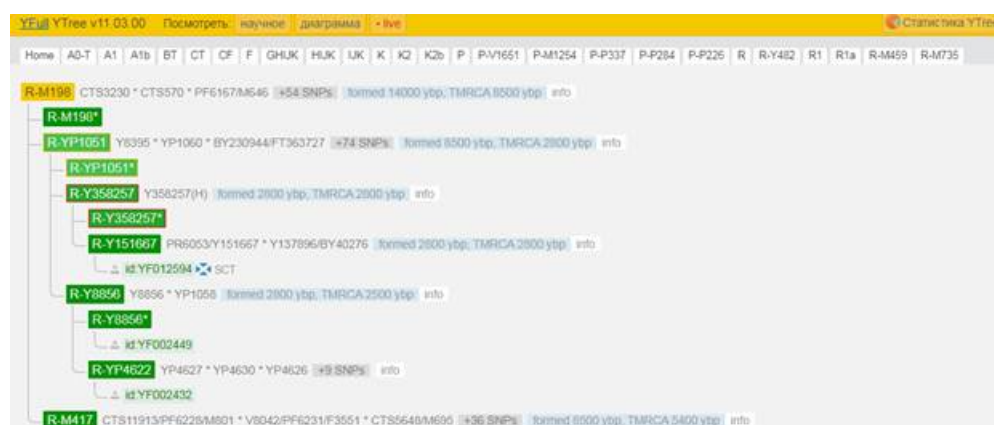 YFull YTree v11.03.00 Посмотреть: научное диаграмма • live Статистика YTree
Home A0-T A1 A1b BT CT CF F GHIJK HIJK IJK K K2 K2b P P-V1651 P-M1254 P-P337 P-P284 P-P226 R R-Y482 R1 R1a R-M459 R-M735
R-M198 CTS3230 * CTS570 * PF6167/M646 +54 SNPs formed 14000 ybp, TMRCA 8500 ybp info
R-M198*
R-YP1051 Y8395 * YP1060 * BY230944/FT363727 +74 SNPs formed 8500 ybp, TMRCA 2800 ybp info
R-YP1051*
R-Y358257 Y358257(H) formed 2800 ybp, TMRCA 2800 ybp info
R-Y358257*
R-Y151667 PR6053/Y151667 * Y137896/BY40276 formed 2800 ybp, TMRCA 2800 ybp info
id:YF012594 SCT
R-Y8856 Y8856 * YP1058 formed 2800 ybp, TMRCA 2500 ybp info
R-Y8856*
id:YF002449
R-YP4622 YP4627 * YP4630 * YP4626 +9 SNPs info
id:YF002432
R-M417 CTS11913/PF6228/M801 * V8042/PF6231/F3551 * CTS5648/M695 +36 SNPs formed 8500 ybp, TMRCA 5400 ybp info